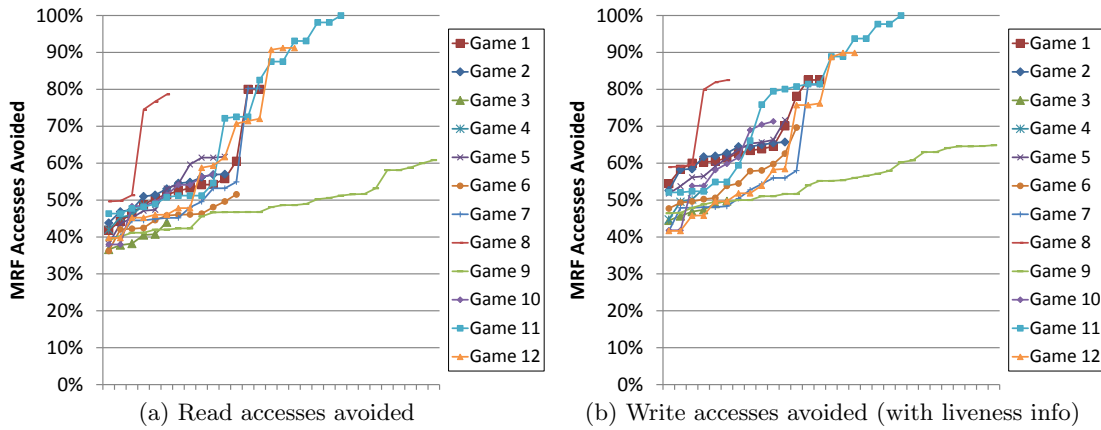 MRF Accesses Avoided
100%
90%
80%
70%
60%
50%
40%
30%
20%
10%
0%
Game 1
Game 2
Game 3
Game 4
Game 5
Game 6
Game 7
Game 8
Game 9
Game 10
Game 11
Game 12
(a) Read accesses avoided
MRF Accesses Avoided
100%
90%
80%
70%
60%
50%
40%
30%
20%
10%
0%
Game 1
Game 2
Game 3
Game 4
Game 5
Game 6
Game 7
Game 8
Game 9
Game 10
Game 11
Game 12
(b) Write accesses avoided (with liveness info)